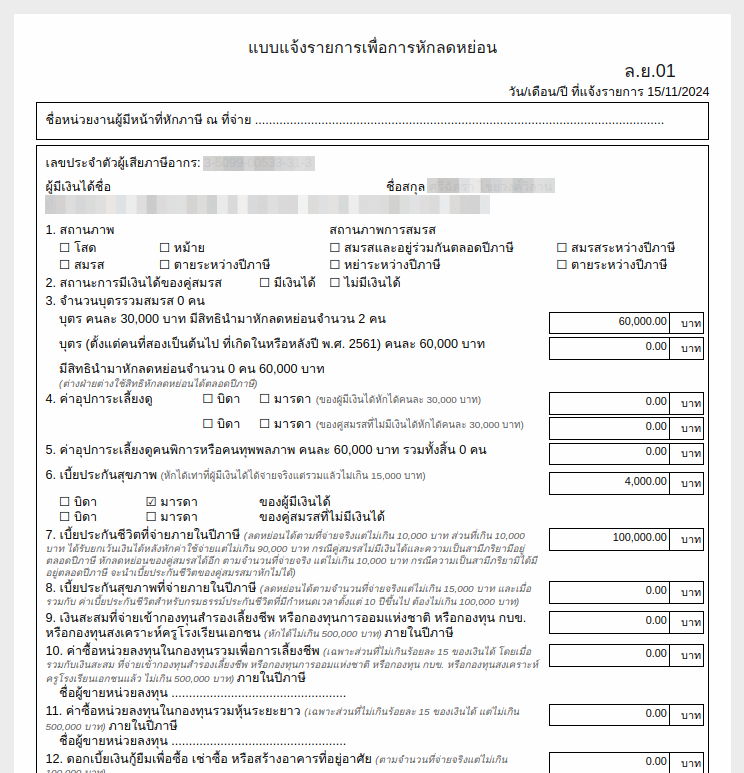 แบบแจ้งรายการเพื่อการหักลดหย่อน
ล.ย.01
วัน/เดือน/ปี ที่แจ้งรายการ 15/11/2024
ชื่อหน่วยงานผู้มีหน้าที่หักภาษี ณ ที่จ่าย ......................................................................................................................
เลขประจำตัวผู้เสียภาษีอากร:
ผู้มีเงินได้ชื่อ ชื่อสกุล
1. สถานภาพ สถานภาพการสมรส
☐ โสด ☐ หม้าย ☐ สมรสและอยู่ร่วมกันตลอดปีภาษี ☐ สมรสระหว่างปีภาษี
☐ สมรส ☐ ตายระหว่างปีภาษี ☐ หย่าระหว่างปีภาษี ☐ ตายระหว่างปีภาษี
2. สถานะการมีเงินได้ของคู่สมรส ☐ มีเงินได้ ☐ ไม่มีเงินได้
3. จำนวนบุตรรวมสมรส 0 คน
บุตร คนละ 30,000 บาท มีสิทธินำมาหักลดหย่อนจำนวน 2 คน 60,000.00 บาท
บุตร (ตั้งแต่คนที่สองเป็นต้นไป ที่เกิดในหรือหลังปี พ.ศ. 2561) คนละ 60,000 บาท 0.00 บาท
มีสิทธินำมาหักลดหย่อนจำนวน 0 คน 60,000 บาท
(ต่างฝ่ายต่างใช้สิทธิหักลดหย่อนได้ตลอดปีภาษี)
4. ค่าอุปการะเลี้ยงดู ☐ บิดา ☐ มารดา (ของผู้มีเงินได้หักได้คนละ 30,000 บาท) 0.00 บาท
☐ บิดา ☐ มารดา (ของคู่สมรสที่ไม่มีเงินได้หักได้คนละ 30,000 บาท) 0.00 บาท
5. ค่าอุปการะเลี้ยงดูคนพิการหรือคนทุพพลภาพ คนละ 60,000 บาท รวมทั้งสิ้น 0 คน 0.00 บาท
6. เบี้ยประกันสุขภาพ (หักได้เท่าที่ผู้มีเงินได้ได้จ่ายจริงแต่รวมแล้วไม่เกิน 15,000 บาท) 4,000.00 บาท
☐ บิดา ☑ มารดา ของผู้มีเงินได้
☐ บิดา ☐ มารดา ของคู่สมรสที่ไม่มีเงินได้
7. เบี้ยประกันชีวิตที่จ่ายภายในปีภาษี (ลดหย่อนได้ตามที่จ่ายจริงแต่ไม่เกิน 10,000 บาท ส่วนที่เกิน 10,000 100,000.00 บาท
บาท ได้รับยกเว้นเงินได้หลังหักค่าใช้จ่ายแต่ไม่เกิน 90,000 บาท กรณีคู่สมรสไม่มีเงินได้และความเป็นสามีภริยามีอยู่
ตลอดปีภาษี หักลดหย่อนของคู่สมรสได้อีก ตามจำนวนที่จ่ายจริง แต่ไม่เกิน 10,000 บาท กรณีความเป็นสามีภริยามิได้มี
อยู่ตลอดปีภาษี จะนำเบี้ยประกันชีวิตของคู่สมรสมาหักไม่ได้)
8. เบี้ยประกันสุขภาพที่จ่ายภายในปีภาษี (ลดหย่อนได้ตามจำนวนที่จ่ายจริงแต่ไม่เกิน 15,000 บาท และเมื่อ 0.00 บาท
รวมกับ ค่าเบี้ยประกันชีวิตสำหรับกรมธรรม์ประกันชีวิตที่มีกำหนดเวลาตั้งแต่ 10 ปีขึ้นไป ต้องไม่เกิน 100,000 บาท)
9. เงินสะสมที่จ่ายเข้ากองทุนสำรองเลี้ยงชีพ หรือกองทุนการออมแห่งชาติ หรือกองทุน กบข. 0.00 บาท
หรือกองทุนสงเคราะห์ครูโรงเรียนเอกชน (หักได้ไม่เกิน 500,000 บาท) ภายในปีภาษี
10. ค่าซื้อหน่วยลงทุนในกองทุนรวมเพื่อการเลี้ยงชีพ (เฉพาะส่วนที่ไม่เกินร้อยละ 15 ของเงินได้ โดยเมื่อ 0.00 บาท
รวมกับเงินสะสม ที่จ่ายเข้ากองทุนสำรองเลี้ยงชีพ หรือกองทุนการออมแห่งชาติ หรือกองทุน กบข. หรือกองทุนสงเคราะห์
ครูโรงเรียนเอกชนแล้ว ไม่เกิน 500,000 บาท) ภายในปีภาษี
ชื่อผู้ขายหน่วยลงทุน ..................................................
11. ค่าซื้อหน่วยลงทุนในกองทุนรวมหุ้นระยะยาว (เฉพาะส่วนที่ไม่เกินร้อยละ 15 ของเงินได้ แต่ไม่เกิน 0.00 บาท
500,000 บาท) ภายในปีภาษี
ชื่อผู้ขายหน่วยลงทุน ..................................................
12. ดอกเบี้ยเงินกู้ยืมเพื่อซื้อ เช่าซื้อ หรือสร้างอาคารที่อยู่อาศัย (ตามจำนวนที่จ่ายจริงแต่ไม่เกิน 0.00 บาท
100,000 บาท)